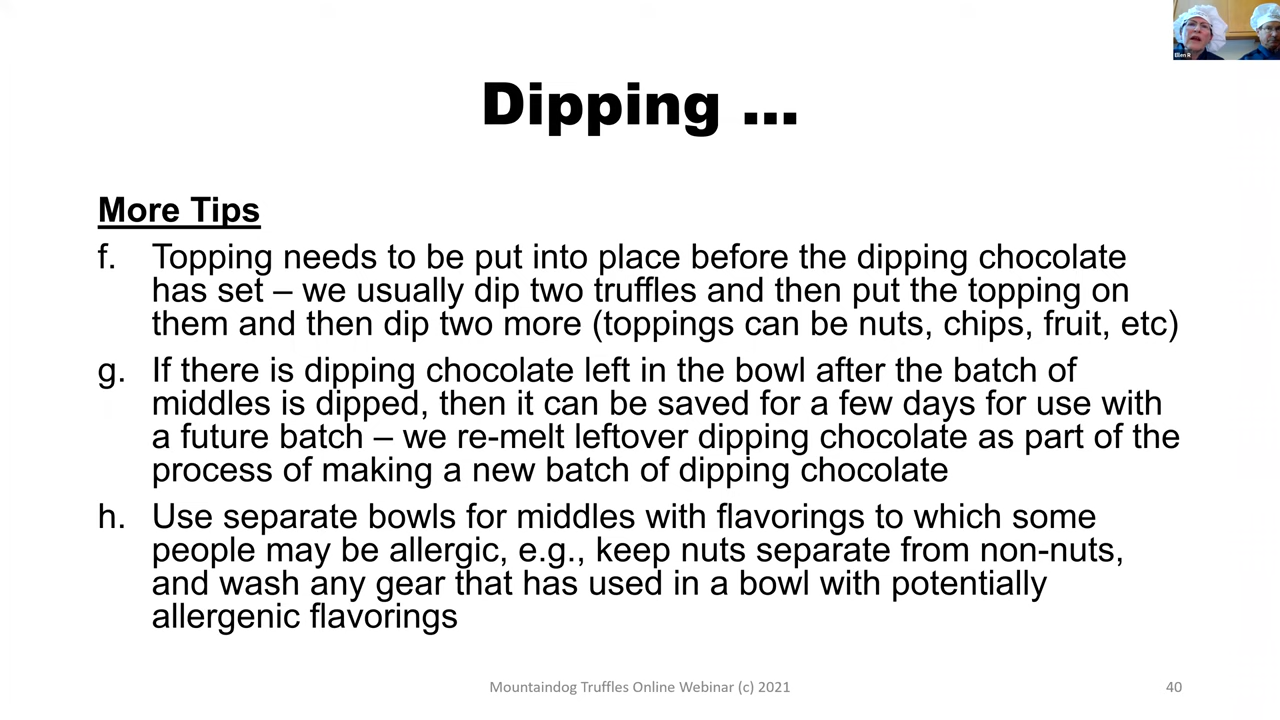 Ellen R
Dipping ...
More Tips
f. Topping needs to be put into place before the dipping chocolate
has set – we usually dip two truffles and then put the topping on
them and then dip two more (toppings can be nuts, chips, fruit, etc)
g. If there is dipping chocolate left in the bowl after the batch of
middles is dipped, then it can be saved for a few days for use with
a future batch – we re-melt leftover dipping chocolate as part of the
process of making a new batch of dipping chocolate
h. Use separate bowls for middles with flavorings to which some
people may be allergic, e.g., keep nuts separate from non-nuts,
and wash any gear that has used in a bowl with potentially
allergenic flavorings
Mountaindog Truffles Online Webinar (c) 2021
40